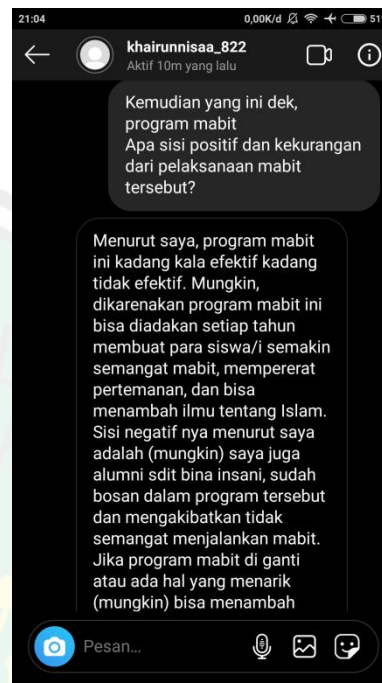 21:04 0,00K/d 51
khairunnisaa_822
Aktif 10m yang lalu
Kemudian yang ini dek,
program mabit
Apa sisi positif dan kekurangan
dari pelaksanaan mabit
tersebut?
Menurut saya, program mabit
ini kadang kala efektif kadang
tidak efektif. Mungkin,
dikarenakan program mabit ini
bisa diadakan setiap tahun
membuat para siswa/i semakin
semangat mabit, mempererat
pertemanan, dan bisa
menambah ilmu tentang Islam.
Sisi negatif nya menurut saya
adalah (mungkin) saya juga
alumni sdit bina insani, sudah
bosan dalam program tersebut
dan mengakibatkan tidak
semangat menjalankan mabit.
Jika program mabit di ganti
atau ada hal yang menarik
(mungkin) bisa menambah
Pesan...